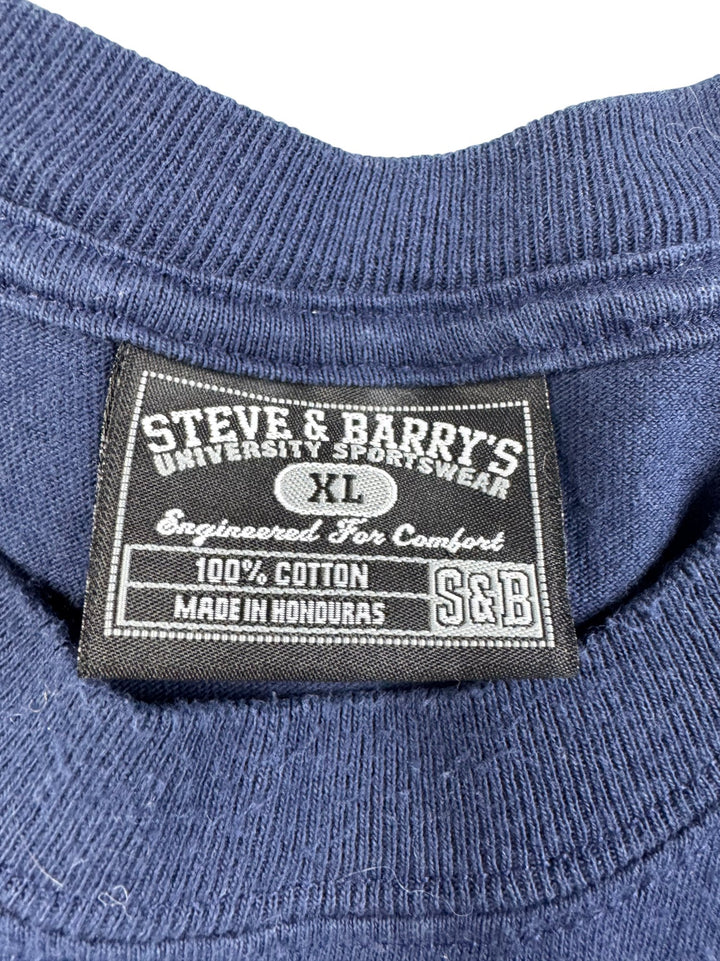 STEVE & BARRY'S
UNIVERSITY SPORTSWEAR
XL
Engineered For Comfort
100% COTTON
MADE IN HONDURAS
S&B